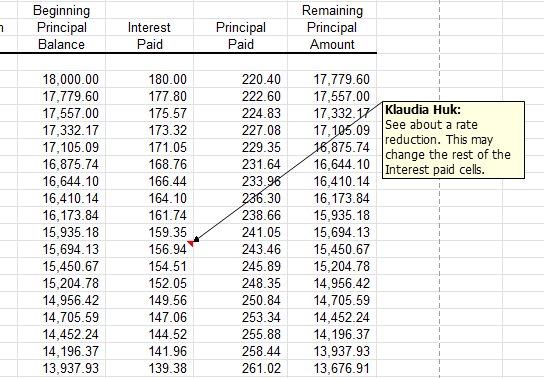 Beginning Remaining
n Principal Interest Principal Principal
Balance Paid Paid Amount
18,000.00 180.00 220.40 17,779.60
17,779.60 177.80 222.60 17,557.00
17,557.00 175.57 224.83 17,332.17
17,332.17 173.32 227.08 17,105.09
17,105.09 171.05 229.35 16,875.74
16,875.74 168.76 231.64 16,644.10
16,644.10 166.44 233.96 16,410.14
16,410.14 164.10 236.30 16,173.84
16,173.84 161.74 238.66 15,935.18
15,935.18 159.35 241.05 15,694.13
15,694.13 156.94 243.46 15,450.67
15,450.67 154.51 245.89 15,204.78
15,204.78 152.05 248.35 14,956.42
14,956.42 149.56 250.84 14,705.59
14,705.59 147.06 253.34 14,452.24
14,452.24 144.52 255.88 14,196.37
14,196.37 141.96 258.44 13,937.93
13,937.93 139.38 261.02 13,676.91
Klaudia Huk:
See about a rate
reduction. This may
change the rest of the
Interest paid cells.